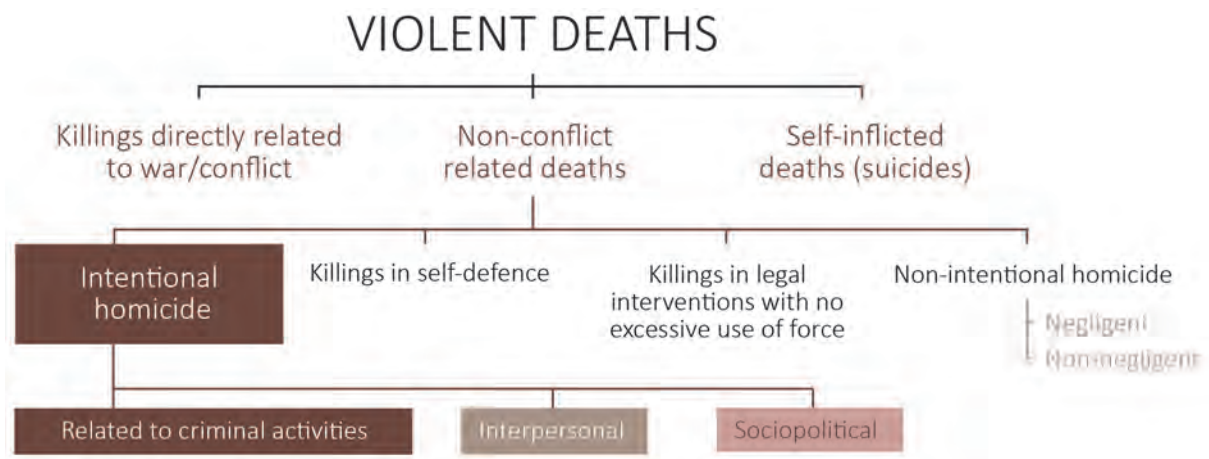 VIOLENT DEATHS
Killings directly related
to war/conflict
Non-conflict
related deaths
Self-inflicted
deaths (suicides)
Intentional
homicide
Killings in self-defence
Killings in legal
interventions with no
excessive use of force
Non-intentional homicide
Negligent
Non-negligent
Related to criminal activities
Interpersonal
Sociopolitical